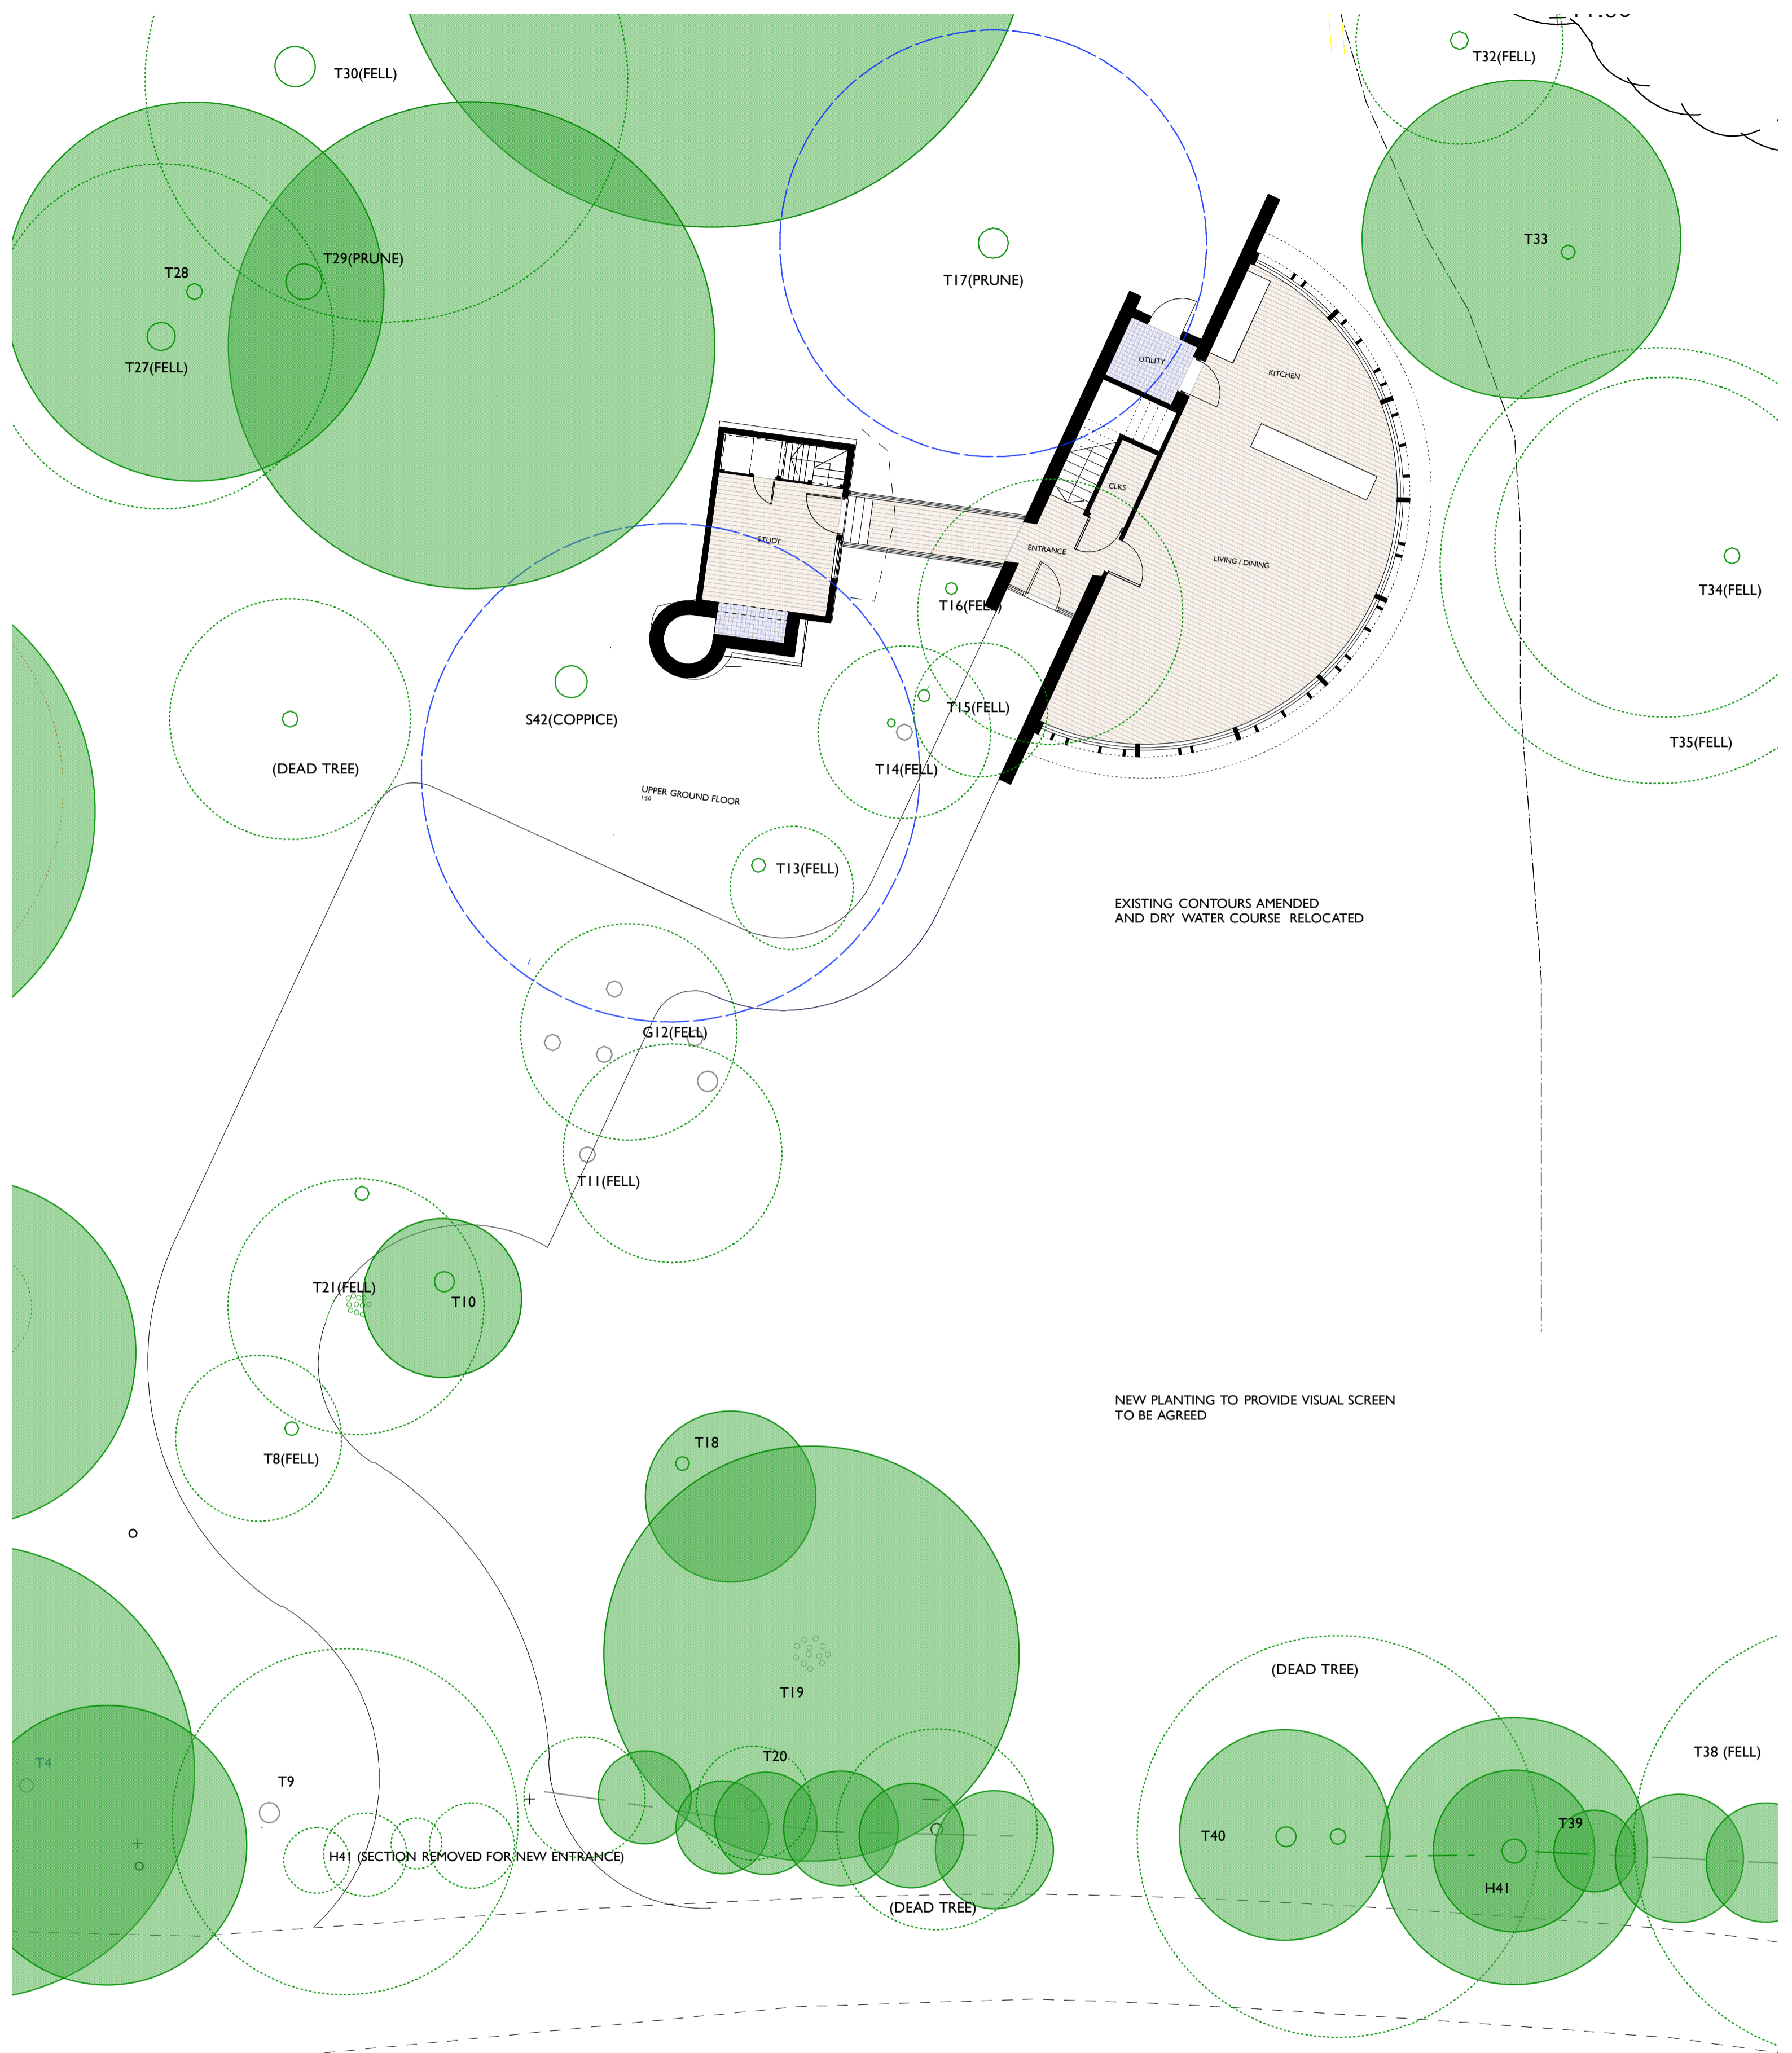 T30(FELL)
T32(FELL)
T33
T29(PRUNE)
T28
T17(PRUNE)
T27(FELL)
UTILITY
KITCHEN
CLKS
STUDY
ENTRANCE
LIVING / DINING
T16(FELL)
T34(FELL)
T15(FELL)
S42(COPPICE)
T35(FELL)
(DEAD TREE)
T14(FELL)
UPPER GROUND FLOOR
1:50
T13(FELL)
EXISTING CONTOURS AMENDED
AND DRY WATER COURSE RELOCATED
G12(FELL)
T11(FELL)
T21(FELL)
T10
NEW PLANTING TO PROVIDE VISUAL SCREEN
TO BE AGREED
T18
T8(FELL)
(DEAD TREE)
T19
T20
T38 (FELL)
T4
T9
T39
T40
H41 (SECTION REMOVED FOR NEW ENTRANCE)
H41
(DEAD TREE)